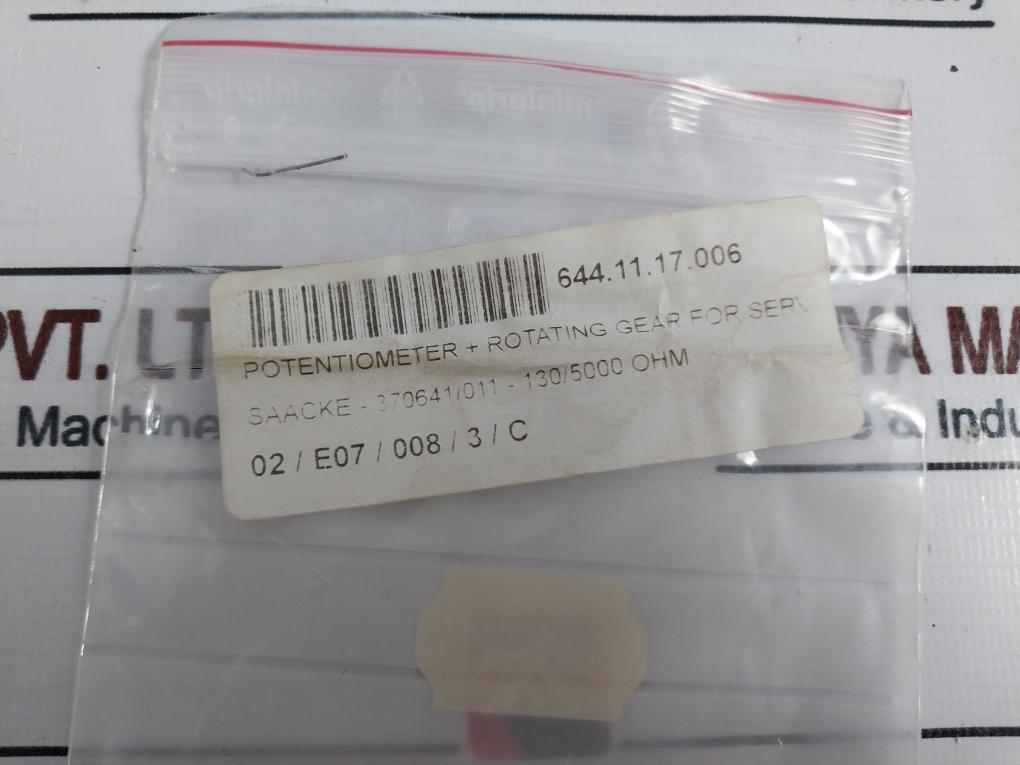 minigrip
644.11.17.006
POTENTIOMETER + ROTATING GEAR FOR SERV
SAACKE - 370641/011 - 130/5000 OHM
02 / E07 / 008 / 3 / C
PVT. LT
YA MA
Machine
& Indu